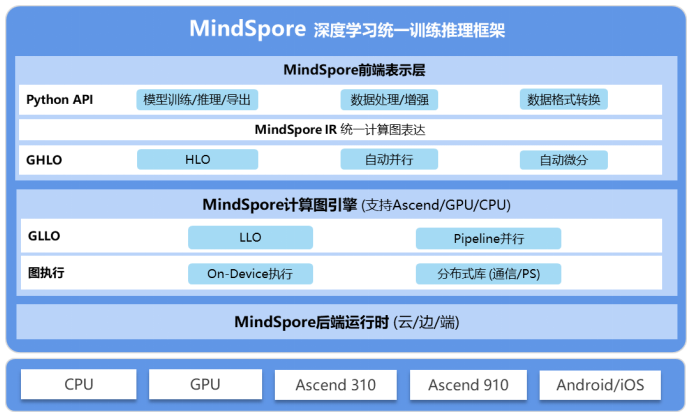 MindSpore 深度学习统一训练推理框架
MindSpore前端表示层
Python API 模型训练/推理/导出 数据处理/增强 数据格式转换
MindSpore IR 统一计算图表达
GHLO HLO 自动并行 自动微分
MindSpore计算图引擎 (支持Ascend/GPU/CPU)
GLLO LLO Pipeline并行
图执行 On-Device执行 分布式库 (通信/PS)
MindSpore后端运行时 (云/边/端)
CPU GPU Ascend 310 Ascend 910 Android/iOS